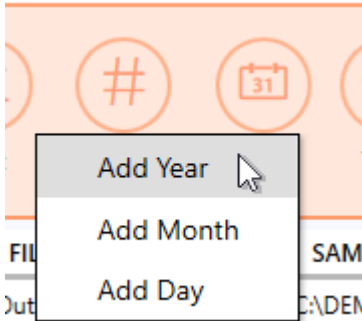 #
31
Add Year
Add Month
FIL
SAM
Add Day
Out
C:\DEM